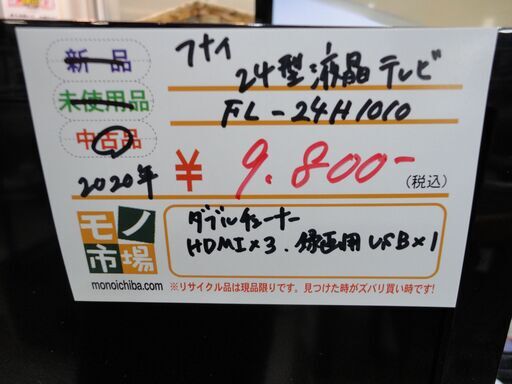 新品
フナイ
24型液晶テレビ
未使用品
FL-24H1010
中古品
2020年
¥ 9.800-
(税込)
モノ市場
monoichiba.com
ダブルチューナー
HDMI×3. 録画用USB×1
※リサイクル品は現品限りです。見つけた時がズバリ買い時です!